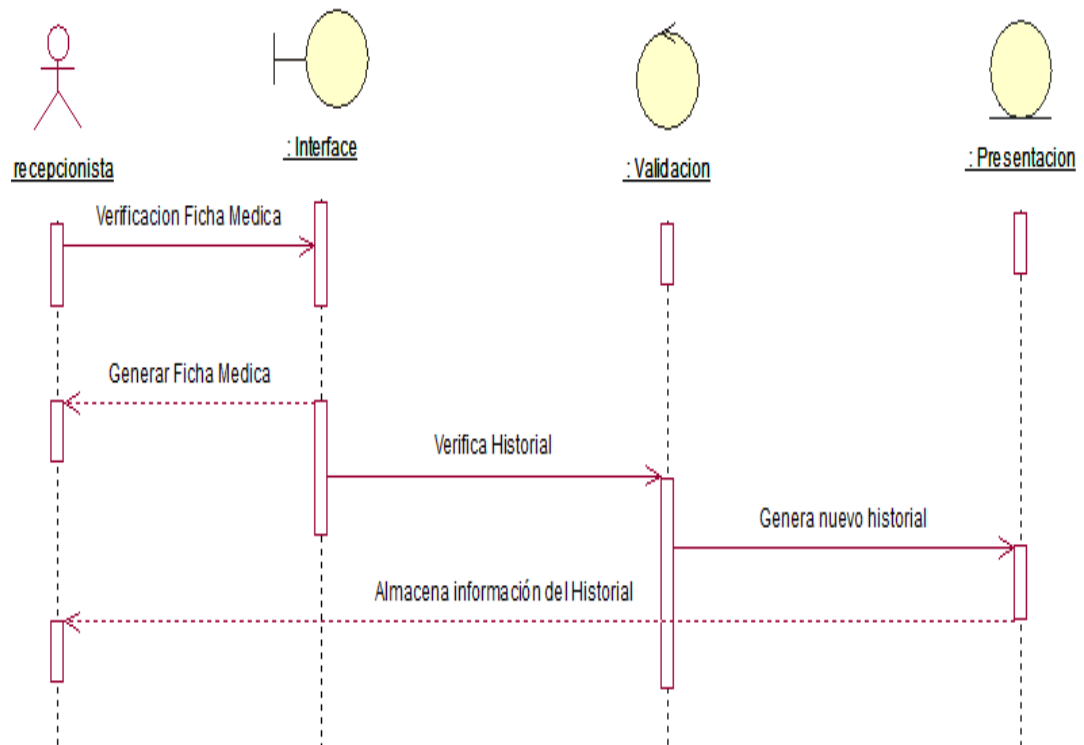 : Interface
: Presentacion
recepcionista
: Validacion
Verificacion Ficha Medica
Generar Ficha Medica
Verifica Historial
Genera nuevo historial
Almacena información del Historial